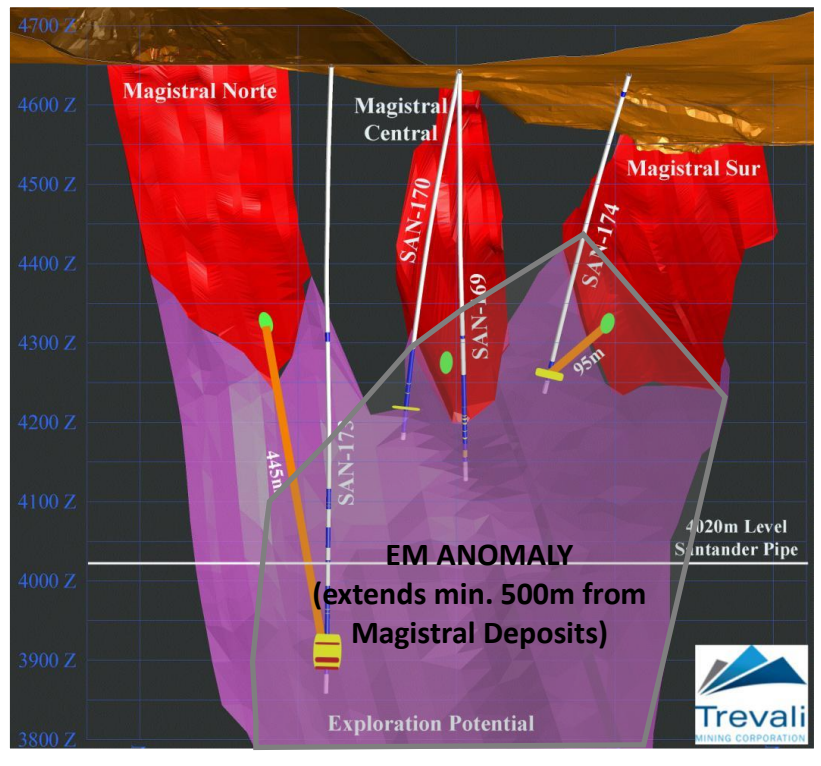 4700 Z
4600 Z
4500 Z
4400 Z
4300 Z
4200 Z
4100 Z
4000 Z
3900 Z
3800 Z
Magistral Norte
Magistral
Central
Magistral Sur
SAN-170
SAN-169
SAN-174
SAN-173
445m
95m
4020m Level
Santander Pipe
EM ANOMALY
(extends min. 500m from
Magistral Deposits)
Exploration Potential
Trevali
MINING CORPORATION